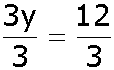 3y/3 = 12/3